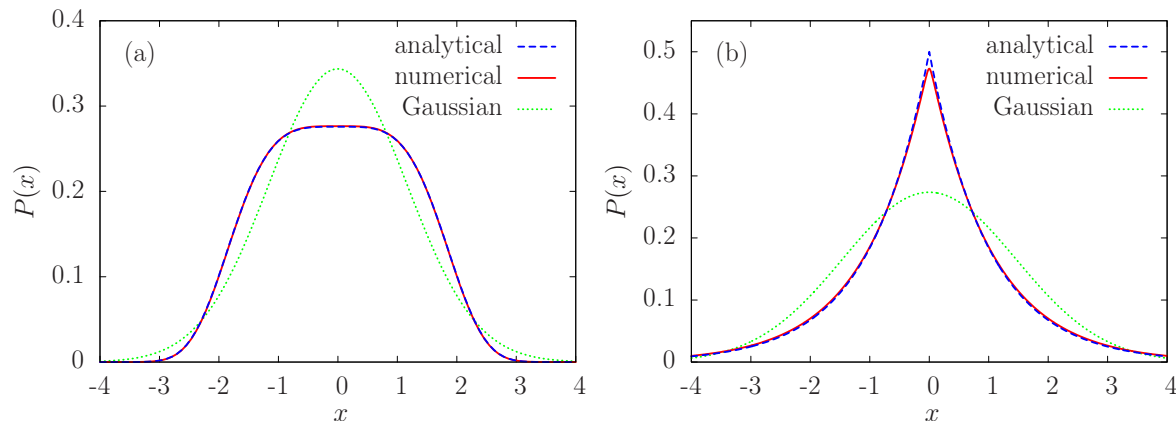 (a)
analytical
numerical
Gaussian
P(x)
0.4
0.3
0.2
0.1
0
-4 -3 -2 -1 0 1 2 3 4
x
(b)
analytical
numerical
Gaussian
P(x)
0.5
0.4
0.3
0.2
0.1
0
-4 -3 -2 -1 0 1 2 3 4
x